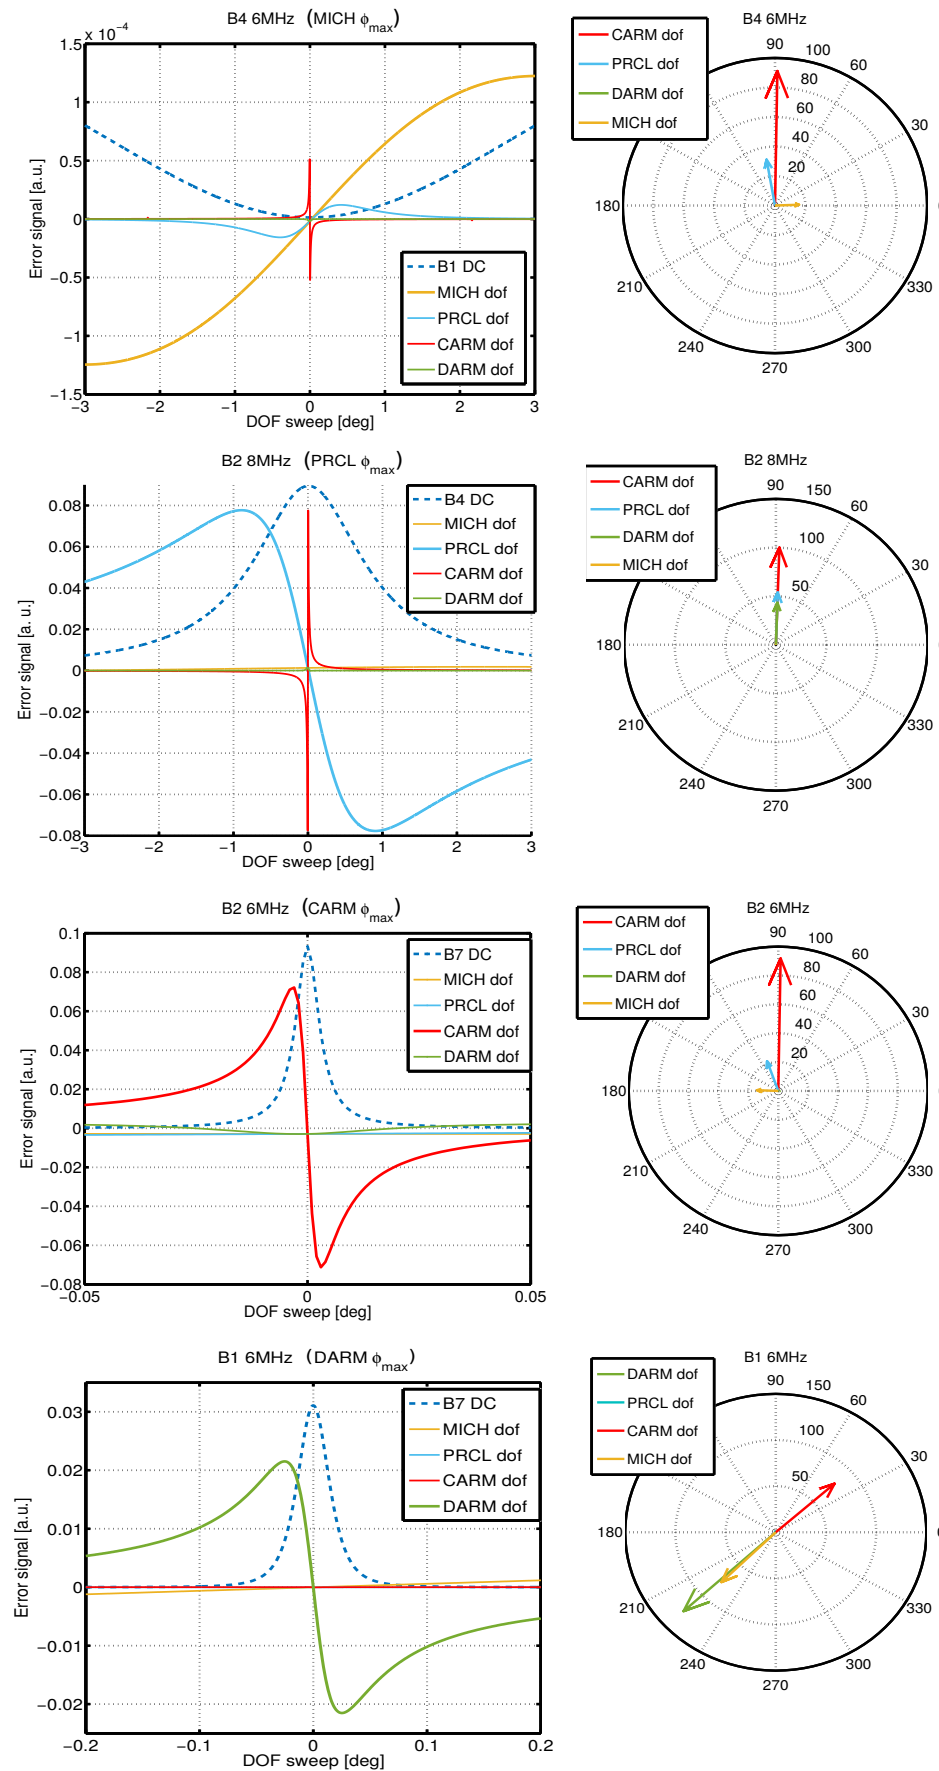 B4 6MHz (MICH ϕmax)
x 10⁻⁴
1.5
1
0.5
0
−0.5
−1
−1.5
Error signal [a.u.]
B1 DC
MICH dof
PRCL dof
CARM dof
DARM dof
−3
−2
−1
0
1
2
3
DOF sweep [deg]
B4 6MHz
CARM dof
PRCL dof
DARM dof
MICH dof
90
100
60
80
60
40
20
30
180
0
210
330
240
300
270
B2 8MHz (PRCL ϕmax)
0.08
0.06
0.04
0.02
0
−0.02
−0.04
−0.06
−0.08
Error signal [a. u.]
B4 DC
MICH dof
PRCL dof
CARM dof
DARM dof
−3
−2
−1
0
1
2
3
DOF sweep [deg]
B2 8MHz
CARM dof
PRCL dof
DARM dof
MICH dof
90
150
60
100
50
30
180
210
330
240
300
270
B2 6MHz (CARM ϕmax)
0.1
0.08
0.06
0.04
0.02
0
−0.02
−0.04
−0.06
−0.08
Error signal [a.u.]
B7 DC
MICH dof
PRCL dof
CARM dof
DARM dof
-0.05
0
0.05
DOF sweep [deg]
B2 6MHz
CARM dof
PRCL dof
DARM dof
MICH dof
90
100
60
80
60
40
20
30
180
210
330
240
300
270
B1 6MHz (DARM ϕmax)
0.03
0.02
0.01
0
−0.01
−0.02
Error signal [a.u.]
B7 DC
MICH dof
PRCL dof
CARM dof
DARM dof
−0.2
−0.1
0
0.1
0.2
DOF sweep [deg]
B1 6MHz
DARM dof
PRCL dof
CARM dof
MICH dof
90
150
60
100
50
30
180
0
210
330
240
300
270